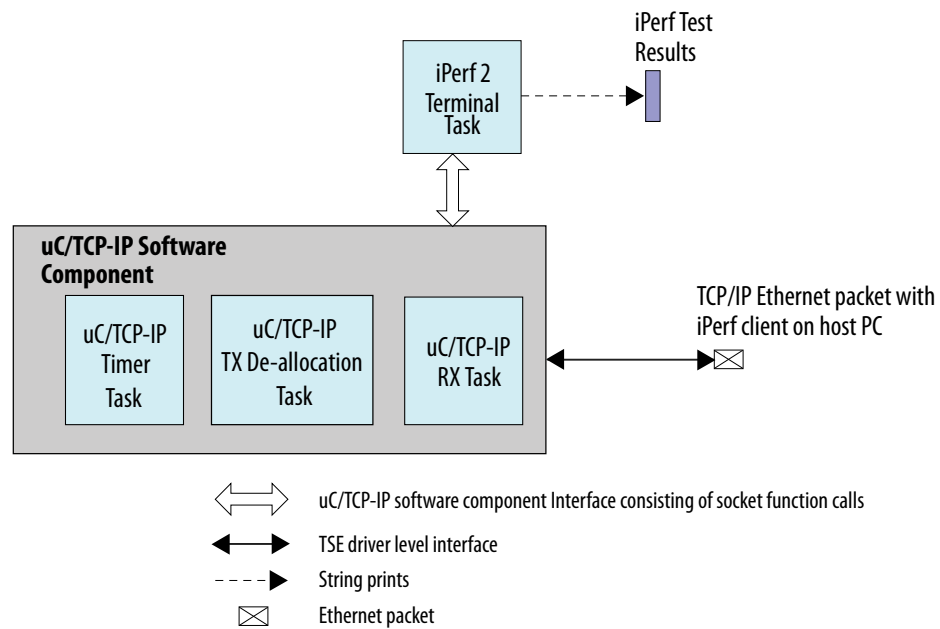 iPerf Test
Results
iPerf 2
Terminal
Task
uC/TCP-IP Software
Component
uC/TCP-IP
Timer
Task
uC/TCP-IP
TX De-allocation
Task
uC/TCP-IP
RX Task
TCP/IP Ethernet packet with
iPerf client on host PC
uC/TCP-IP software component Interface consisting of socket function calls
TSE driver level interface
String prints
Ethernet packet